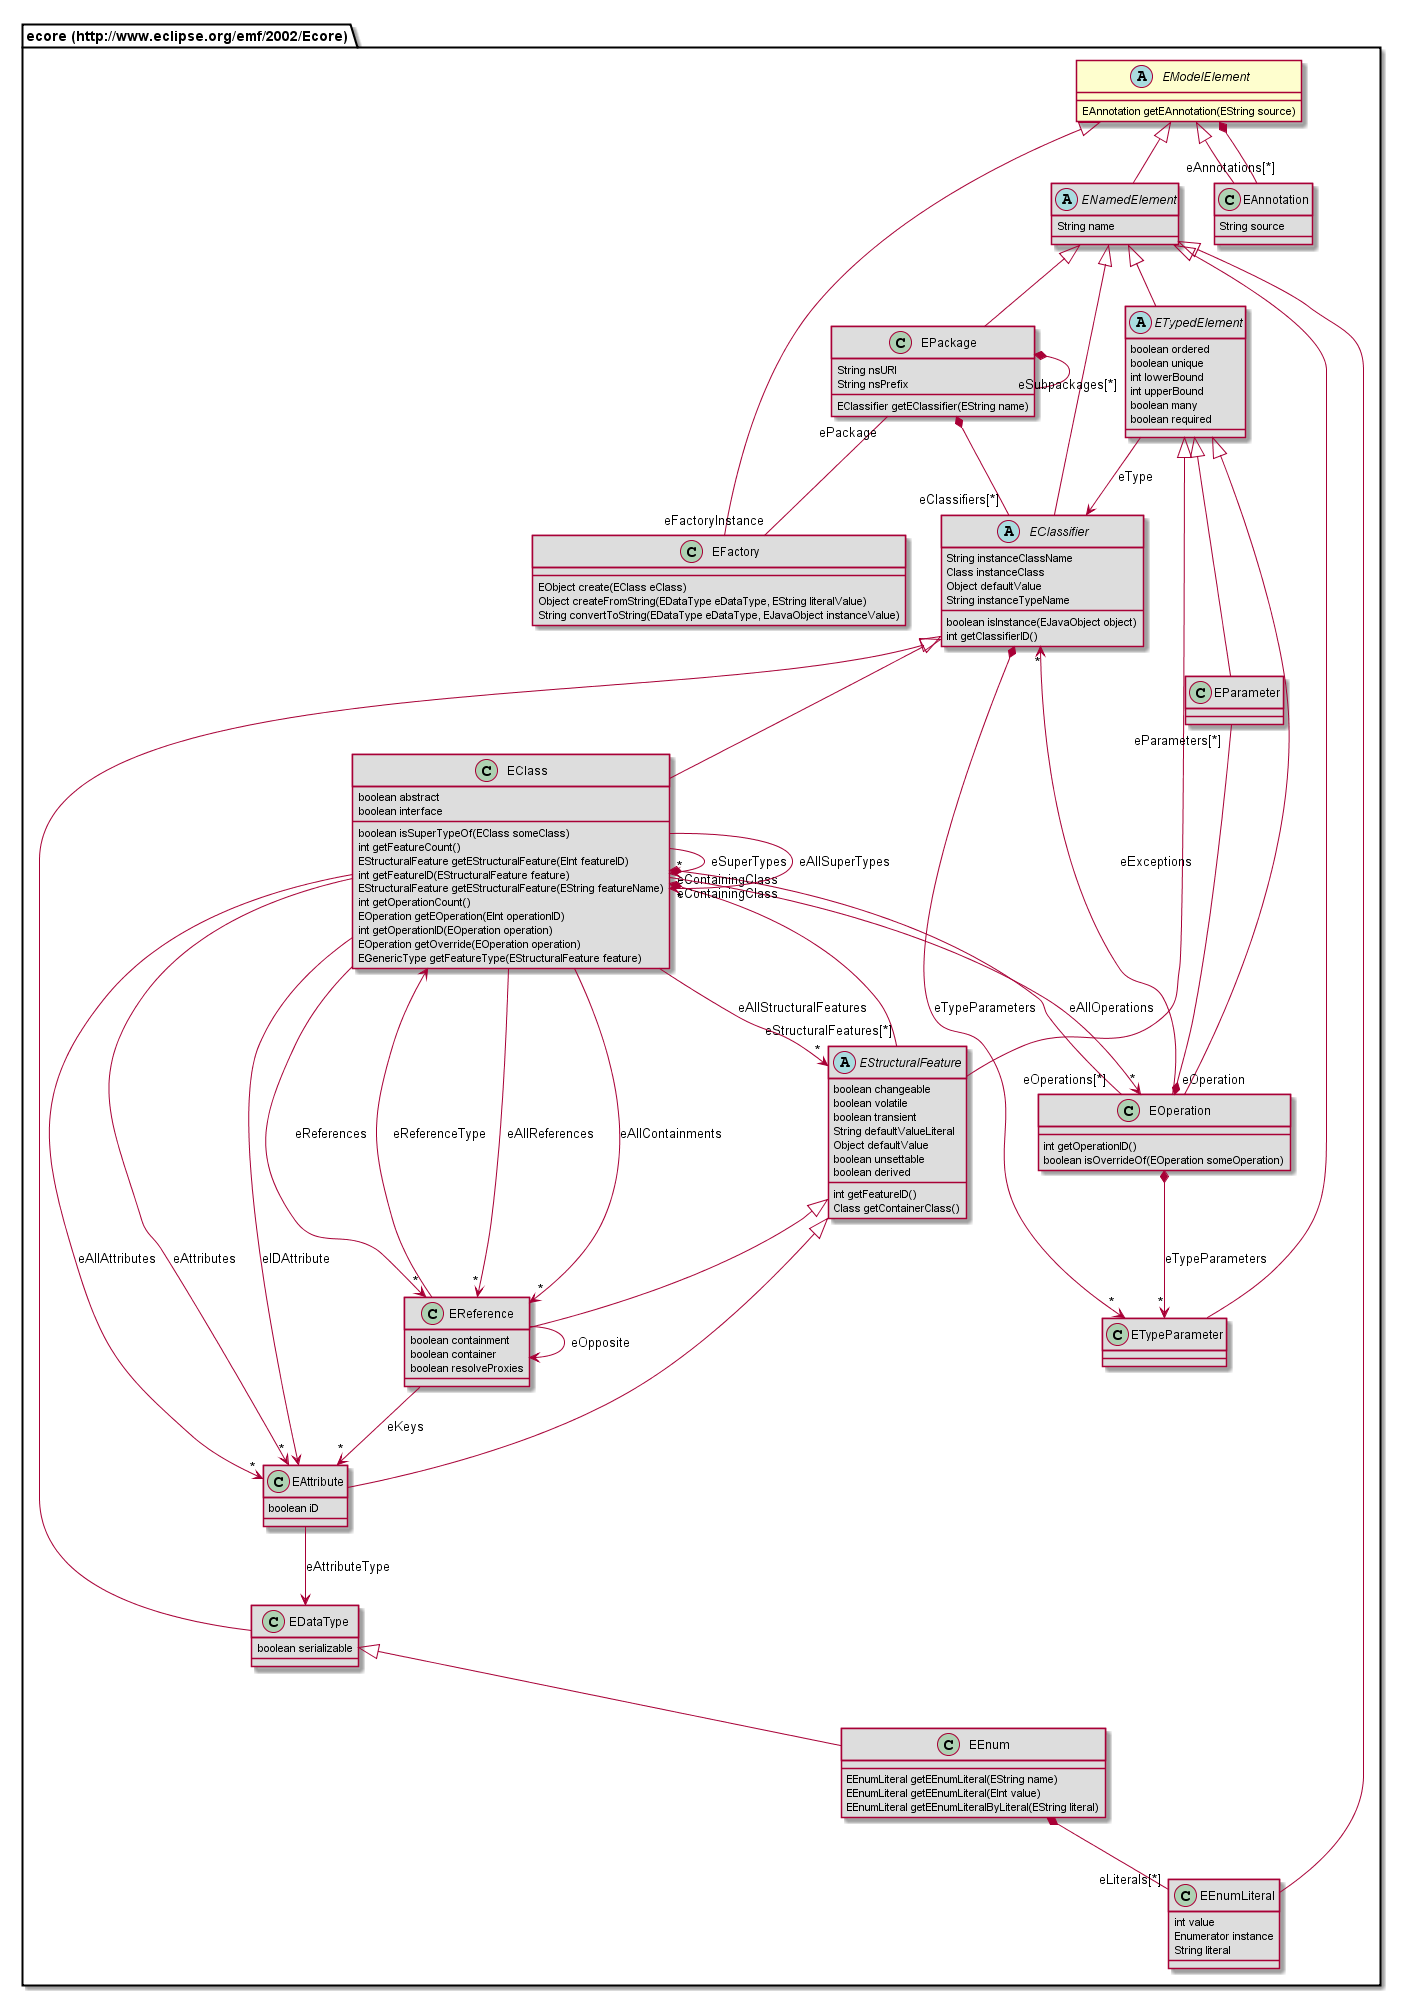 ecore (http://www.eclipse.org/emf/2002/Ecore)
A EModelElement
EAnnotation getEAnnotation(EString source)
eAnnotations[*]
A ENamedElement
String name
C EAnnotation
String source
A ETypedElement
boolean ordered
boolean unique
int lowerBound
int upperBound
boolean many
boolean required
C EPackage
String nsURI
String nsPrefix
EClassifier getEClassifier(EString name)
eSubpackages[*]
ePackage
eType
eClassifiers[*]
eFactoryInstance
C EFactory
EObject create(EClass eClass)
Object createFromString(EDataType eDataType, EString literalValue)
String convertToString(EDataType eDataType, EJavaObject instanceValue)
A EClassifier
String instanceClassName
Class instanceClass
Object defaultValue
String instanceTypeName
boolean isInstance(EJavaObject object)
int getClassifierID()
*
C EParameter
eParameters[*]
C EClass
boolean abstract
boolean interface
boolean isSuperTypeOf(EClass someClass)
int getFeatureCount()
EStructuralFeature getEStructuralFeature(EInt featureID)
int getFeatureID(EStructuralFeature feature)
EStructuralFeature getEStructuralFeature(EString featureName)
int getOperationCount()
EOperation getEOperation(EInt operationID)
int getOperationID(EOperation operation)
EOperation getOverride(EOperation operation)
EGenericType getFeatureType(EStructuralFeature feature)
*
eSuperTypes
eAllSuperTypes
eContainingClass
eContainingClass
eExceptions
eAllStructuralFeatures
eStructuralFeatures[*]
*
eTypeParameters
eAllOperations
eOperations[*]
*
eOperation
A EStructuralFeature
boolean changeable
boolean volatile
boolean transient
String defaultValueLiteral
Object defaultValue
boolean unsettable
boolean derived
int getFeatureID()
Class getContainerClass()
C EOperation
int getOperationID()
boolean isOverrideOf(EOperation someOperation)
eReferences
eReferenceType
eAllReferences
eAllContainments
eAllAttributes
eAttributes
eIDAttribute
eTypeParameters
*
*
*
*
*
C EReference
boolean containment
boolean container
boolean resolveProxies
eOpposite
C ETypeParameter
eKeys
*
*
*
C EAttribute
boolean iD
eAttributeType
C EDataType
boolean serializable
C EEnum
EEnumLiteral getEEnumLiteral(EString name)
EEnumLiteral getEEnumLiteral(EInt value)
EEnumLiteral getEEnumLiteralByLiteral(EString literal)
eLiterals[*]
C EEnumLiteral
int value
Enumerator instance
String literal